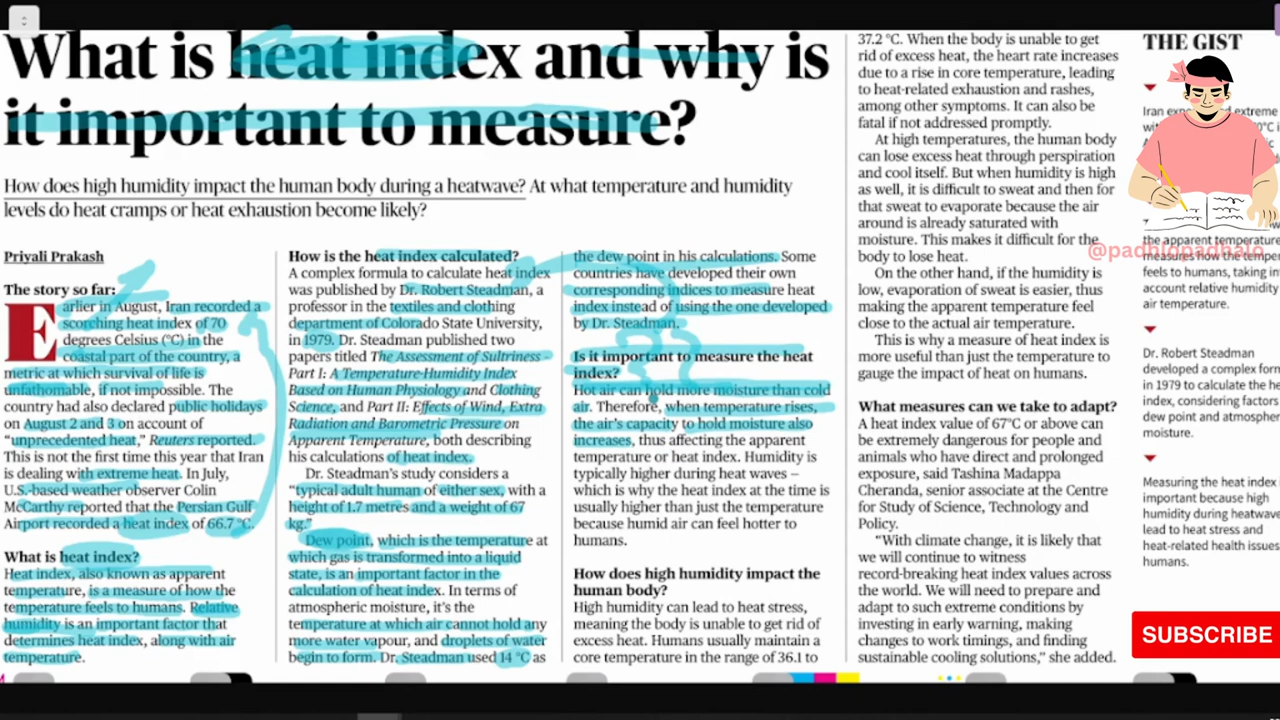 What is heat index and why is
it important to measure?
How does high humidity impact the human body during a heatwave? At what temperature and humidity
levels do heat cramps or heat exhaustion become likely?
Priyali Prakash
The story so far:
Earlier in August, Iran recorded a
scorching heat index of 70
degrees Celsius (°C) in the
coastal part of the country, a
metric at which survival of life is
unfathomable, if not impossible. The
country had also declared public holidays
on August 2 and 3 on account of
“unprecedented heat,” Reuters reported.
This is not the first time this year that Iran
is dealing with extreme heat. In July,
U.S.-based weather observer Colin
McCarthy reported that the Persian Gulf
Airport recorded a heat index of 66.7 °C.
What is heat index?
Heat index, also known as apparent
temperature, is a measure of how the
temperature feels to humans. Relative
humidity is an important factor that
determines heat index, along with air
temperature.
How is the heat index calculated?
A complex formula to calculate heat index
was published by Dr. Robert Steadman, a
professor in the textiles and clothing
department of Colorado State University,
in 1979. Dr. Steadman published two
papers titled The Assessment of Sultriness -
Part I: A Temperature-Humidity Index
Based on Human Physiology and Clothing
Science, and Part II: Effects of Wind, Extra
Radiation and Barometric Pressure on
Apparent Temperature, both describing
his calculations of heat index.
Dr. Steadman's study considers a
“typical adult human of either sex, with a
height of 1.7 metres and a weight of 67
kg.”
Dew point, which is the temperature at
which gas is transformed into a liquid
state, is an important factor in the
calculation of heat index. In terms of
atmospheric moisture, it's the
temperature at which air cannot hold any
more water vapour, and droplets of water
begin to form. Dr. Steadman used 14 °C as
the dew point in his calculations. Some
countries have developed their own
corresponding indices to measure heat
index instead of using the one developed
by Dr. Steadman.
Is it important to measure the heat
index?
Hot air can hold more moisture than cold
air. Therefore, when temperature rises,
the air's capacity to hold moisture also
increases, thus affecting the apparent
temperature or heat index. Humidity is
typically higher during heat waves –
which is why the heat index at the time is
usually higher than just the temperature
because humid air can feel hotter to
humans.
How does high humidity impact the
human body?
High humidity can lead to heat stress,
meaning the body is unable to get rid of
excess heat. Humans usually maintain a
core temperature in the range of 36.1 to
37.2 °C. When the body is unable to get
rid of excess heat, the heart rate increases
due to a rise in core temperature, leading
to heat-related exhaustion and rashes,
among other symptoms. It can also be
fatal if not addressed promptly.
At high temperatures, the human body
can lose excess heat through perspiration
and cool itself. But when humidity is high
as well, it is difficult to sweat and then for
that sweat to evaporate because the air
around is already saturated with
moisture. This makes it difficult for the
body to lose heat.
On the other hand, if the humidity is
low, evaporation of sweat is easier, thus
making the apparent temperature feel
close to the actual air temperature.
This is why a measure of heat index is
more useful than just the temperature to
gauge the impact of heat on humans.
What measures can we take to adapt?
A heat index value of 67°C or above can
be extremely dangerous for people and
animals who have direct and prolonged
exposure, said Tashina Madappa
Cheranda, senior associate at the Centre
for Study of Science, Technology and
Policy.
“With climate change, it is likely that
we will continue to witness
record-breaking heat index values across
the world. We will need to prepare and
adapt to such extreme conditions by
investing in early warning, making
changes to work timings, and finding
sustainable cooling solutions,” she added.
THE GIST
Iran extreme
@padhlopadhalo
the apparent temperature
measures how the temper
feels to humans, taking in
account relative humidity
air temperature.
Dr. Robert Steadman
developed a complex form
in 1979 to calculate the he
index, considering factors
dew point and atmospher
moisture.
Measuring the heat index i
important because high
humidity during heatwave
lead to heat stress and
heat-related health issues
humans.
SUBSCRIBE